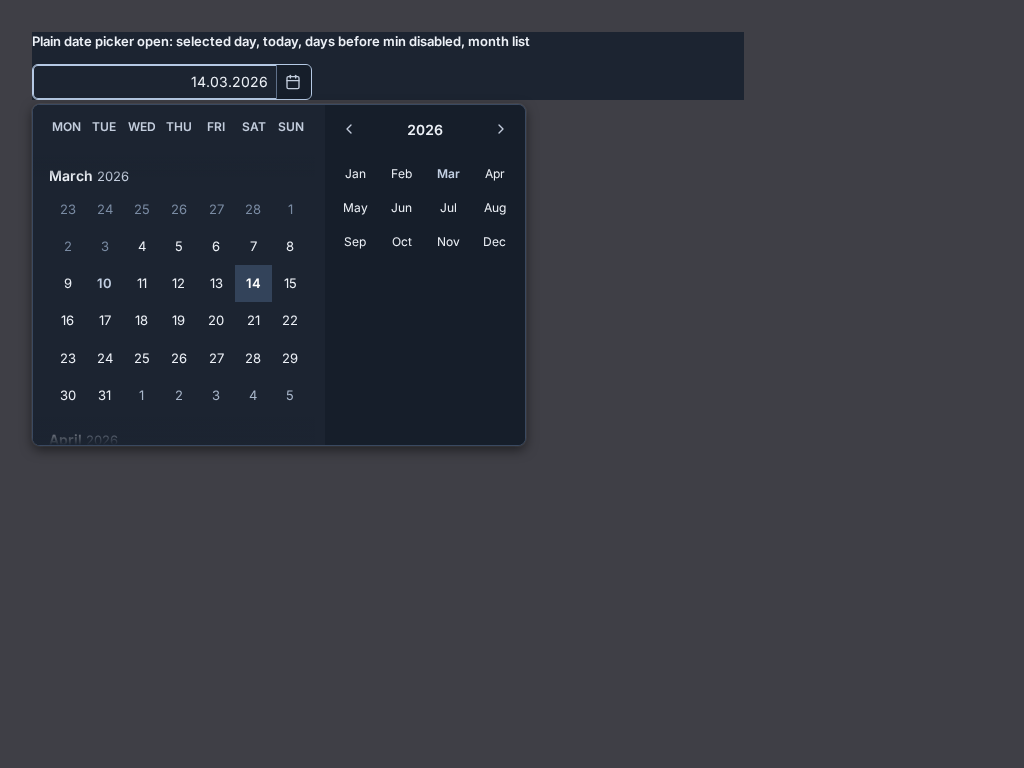 Plain date picker open: selected day, today, days before min disabled, month list
14.03.2026
MON TUE WED THU FRI SAT SUN
March 2026
23 24 25 26 27 28 1
2 3 4 5 6 7 8
9 10 11 12 13 14 15
16 17 18 19 20 21 22
23 24 25 26 27 28 29
30 31 1 2 3 4 5
April 2026
2026
Jan Feb Mar Apr
May Jun Jul Aug
Sep Oct Nov Dec